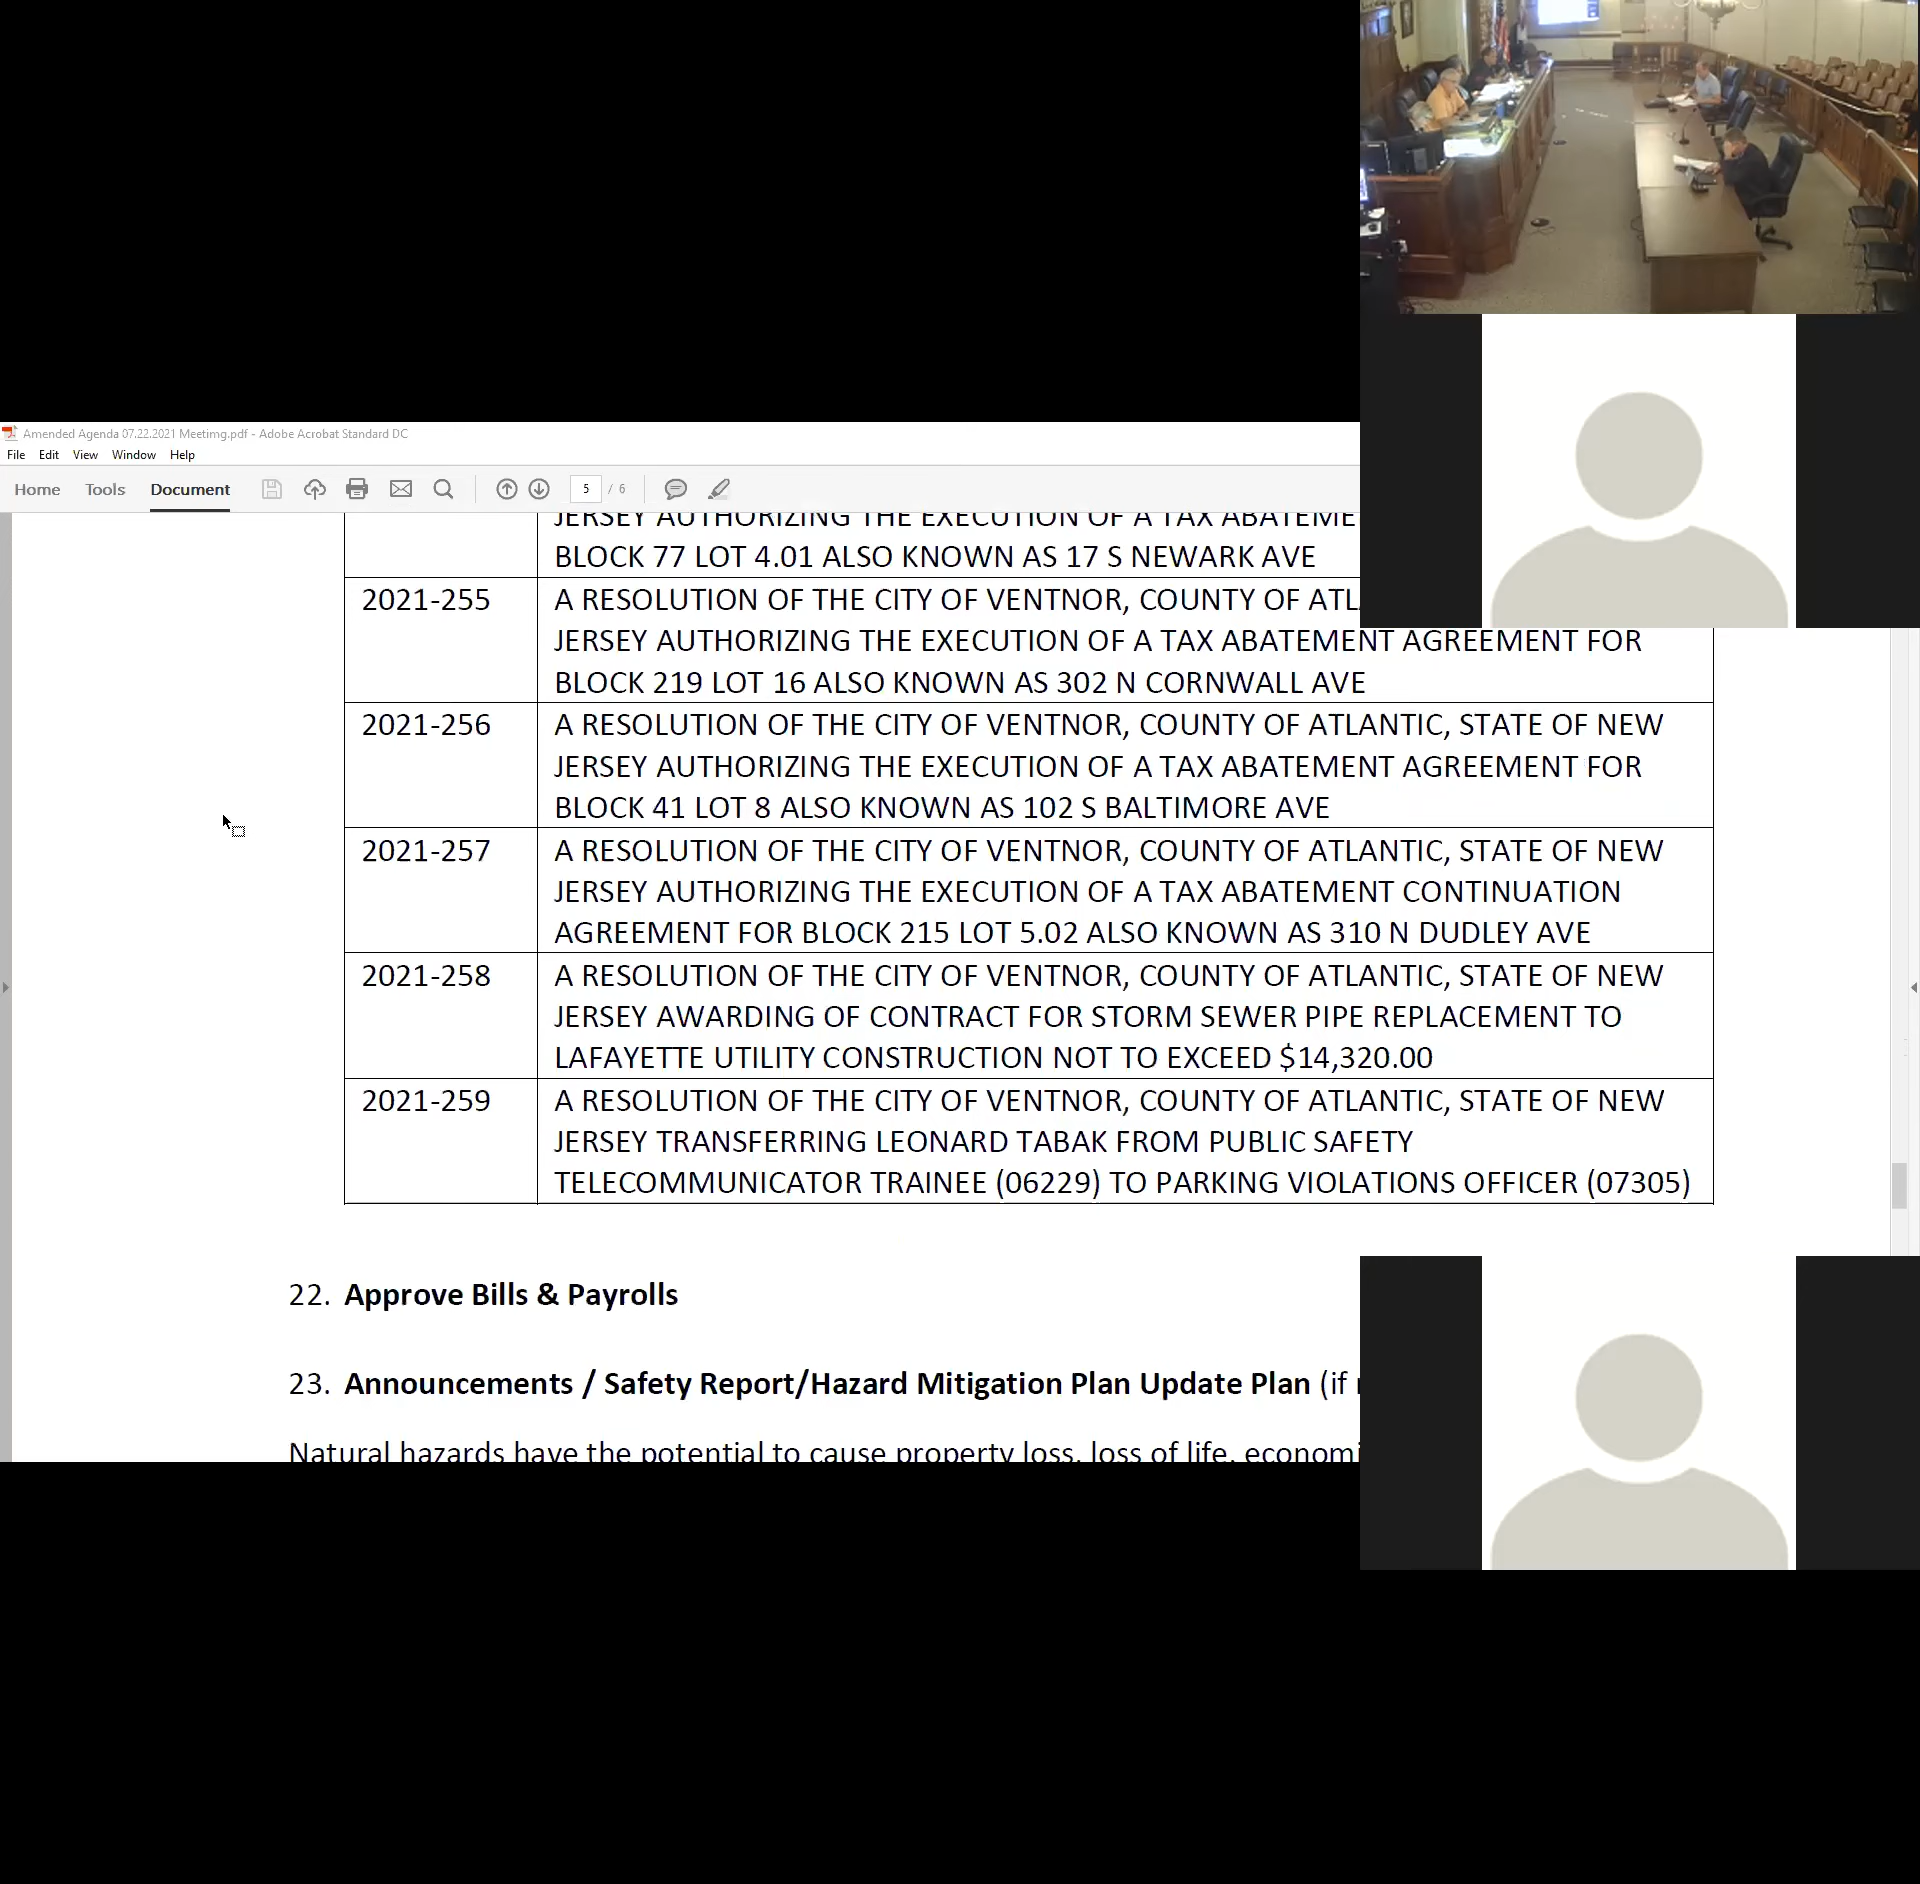 Amended Agenda 07.22.2021 Meetimg.pdf - Adobe Acrobat Standard DC
File Edit View Window Help
Home Tools Document 5 / 6
JERSEY AUTHORIZING THE EXECUTION OF A TAX ABATEME
BLOCK 77 LOT 4.01 ALSO KNOWN AS 17 S NEWARK AVE
2021-255 A RESOLUTION OF THE CITY OF VENTNOR, COUNTY OF ATL
JERSEY AUTHORIZING THE EXECUTION OF A TAX ABATEMENT AGREEMENT FOR
BLOCK 219 LOT 16 ALSO KNOWN AS 302 N CORNWALL AVE
2021-256 A RESOLUTION OF THE CITY OF VENTNOR, COUNTY OF ATLANTIC, STATE OF NEW
JERSEY AUTHORIZING THE EXECUTION OF A TAX ABATEMENT AGREEMENT FOR
BLOCK 41 LOT 8 ALSO KNOWN AS 102 S BALTIMORE AVE
2021-257 A RESOLUTION OF THE CITY OF VENTNOR, COUNTY OF ATLANTIC, STATE OF NEW
JERSEY AUTHORIZING THE EXECUTION OF A TAX ABATEMENT CONTINUATION
AGREEMENT FOR BLOCK 215 LOT 5.02 ALSO KNOWN AS 310 N DUDLEY AVE
2021-258 A RESOLUTION OF THE CITY OF VENTNOR, COUNTY OF ATLANTIC, STATE OF NEW
JERSEY AWARDING OF CONTRACT FOR STORM SEWER PIPE REPLACEMENT TO
LAFAYETTE UTILITY CONSTRUCTION NOT TO EXCEED $14,320.00
2021-259 A RESOLUTION OF THE CITY OF VENTNOR, COUNTY OF ATLANTIC, STATE OF NEW
JERSEY TRANSFERRING LEONARD TABAK FROM PUBLIC SAFETY
TELECOMMUNICATOR TRAINEE (06229) TO PARKING VIOLATIONS OFFICER (07305)
22. Approve Bills & Payrolls
23. Announcements / Safety Report/Hazard Mitigation Plan Update Plan (if
Natural hazards have the potential to cause property loss, loss of life, economi